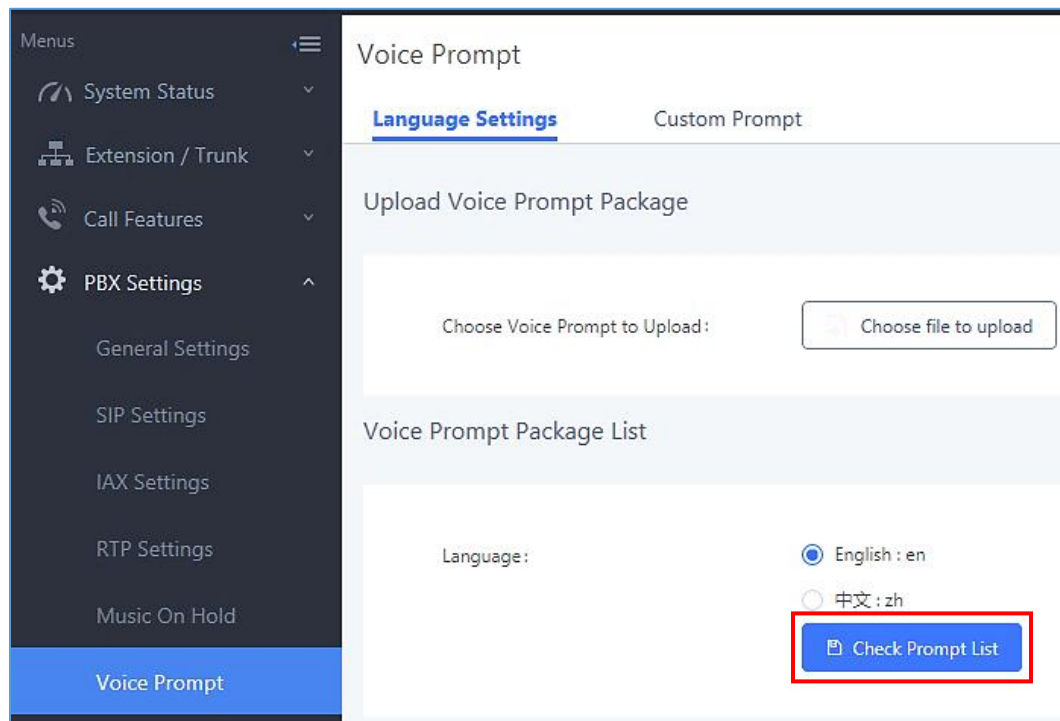 Menus
System Status
Extension / Trunk
Call Features
PBX Settings
General Settings
SIP Settings
IAX Settings
RTP Settings
Music On Hold
Voice Prompt
Voice Prompt
Language Settings
Custom Prompt
Upload Voice Prompt Package
Choose Voice Prompt to Upload:
Choose file to upload
Voice Prompt Package List
Language:
English : en
中文 : zh
Check Prompt List